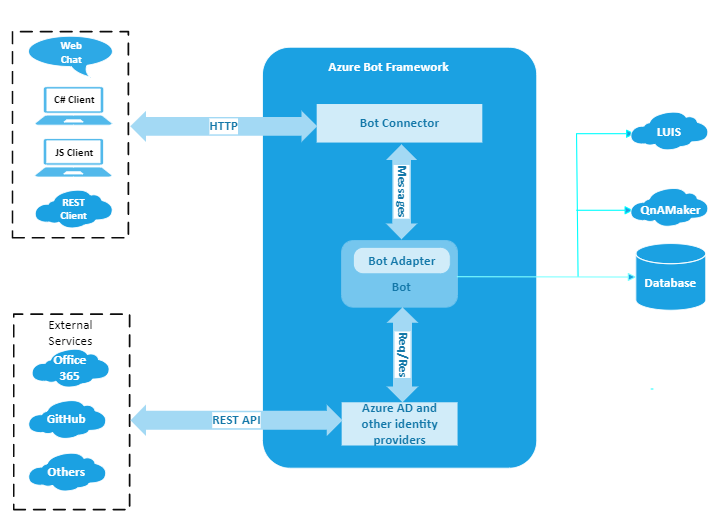 Web
Chat
C# Client
JS Client
REST
Client
HTTP
Azure Bot Framework
Bot Connector
Messages
Bot Adapter
Bot
Req/Res
Azure AD and
other identity
providers
REST API
External
Services
Office
365
GitHub
Others
LUIS
QnAMaker
Database